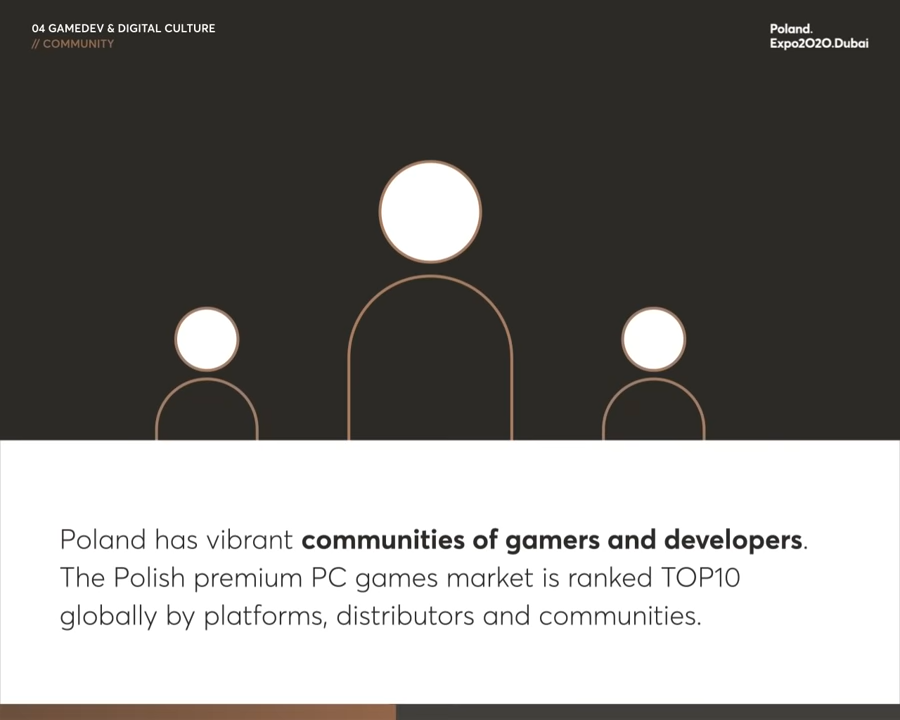 04 GAMEDEV & DIGITAL CULTURE
// COMMUNITY
Poland.
Expo2020.Dubai
Poland has vibrant communities of gamers and developers.
The Polish premium PC games market is ranked TOP10
globally by platforms, distributors and communities.